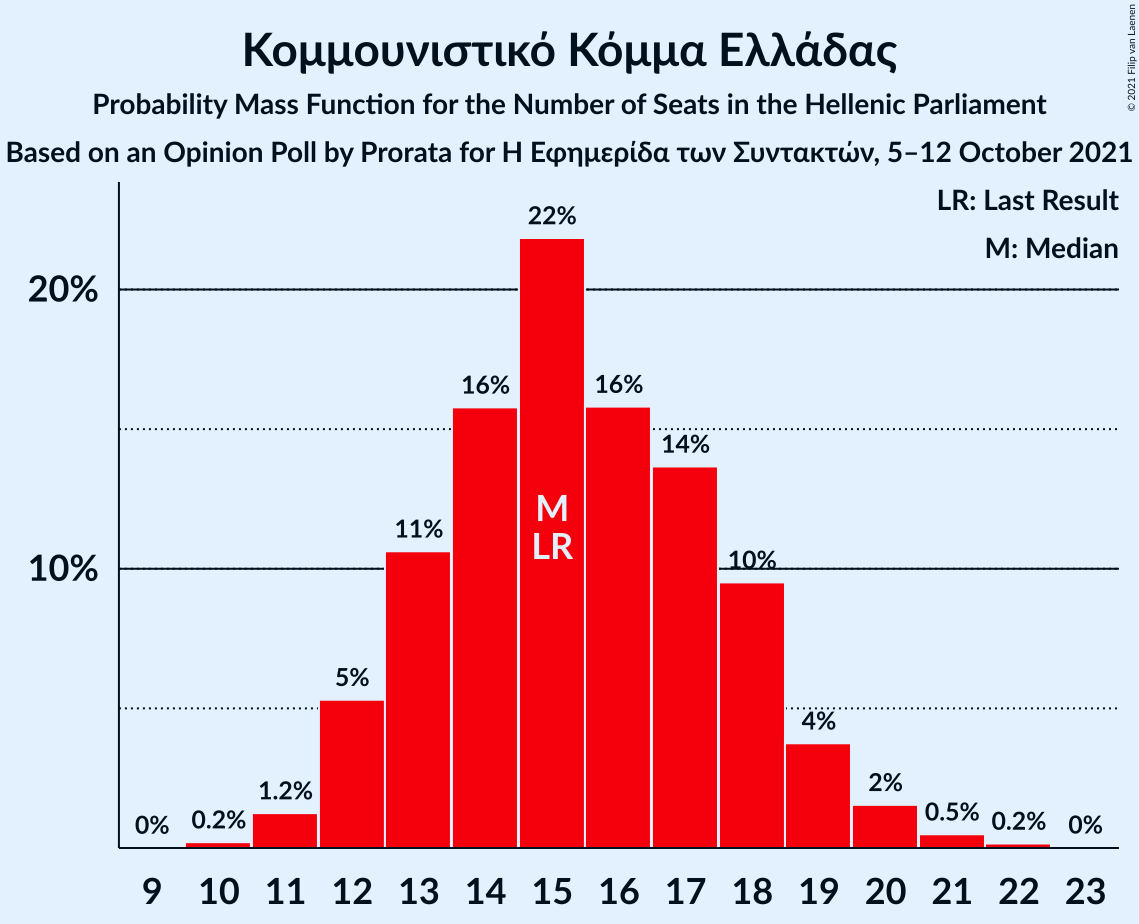 Κομμουνιστικό Κόμμα Ελλάδας
Probability Mass Function for the Number of Seats in the Hellenic Parliament
Based on an Opinion Poll by Prorata for Η Εφημερίδα των Συντακτών, 5–12 October 2021
© 2021 Filip van Laenen
LR: Last Result
M: Median
20%
10%
0%
0.2%
1.2%
5%
11%
16%
22%
16%
14%
10%
4%
2%
0.5%
0.2%
0%
M
LR
9 10 11 12 13 14 15 16 17 18 19 20 21 22 23